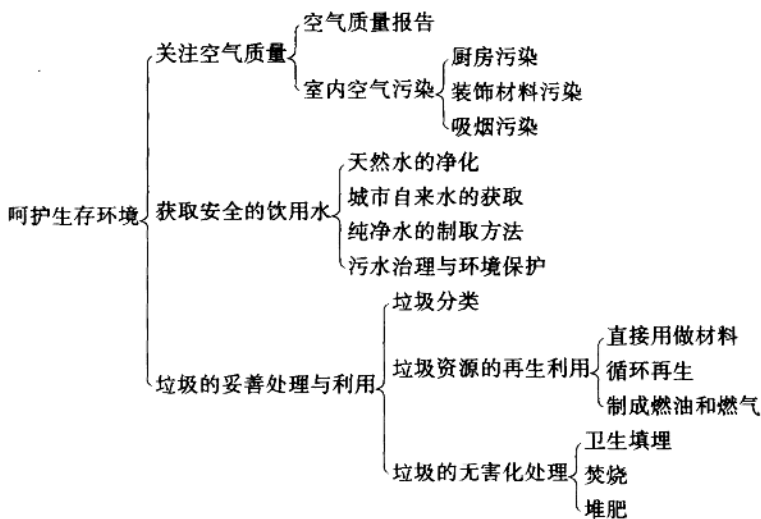 呵护生存环境
关注空气质量
空气质量报告
室内空气污染
厨房污染
装饰材料污染
吸烟污染
获取安全的饮用水
天然水的净化
城市自来水的获取
纯净水的制取方法
污水治理与环境保护
垃圾的妥善处理与利用
垃圾分类
垃圾资源的再生利用
直接用做材料
循环再生
制成燃油和燃气
垃圾的无害化处理
卫生填埋
焚烧
堆肥